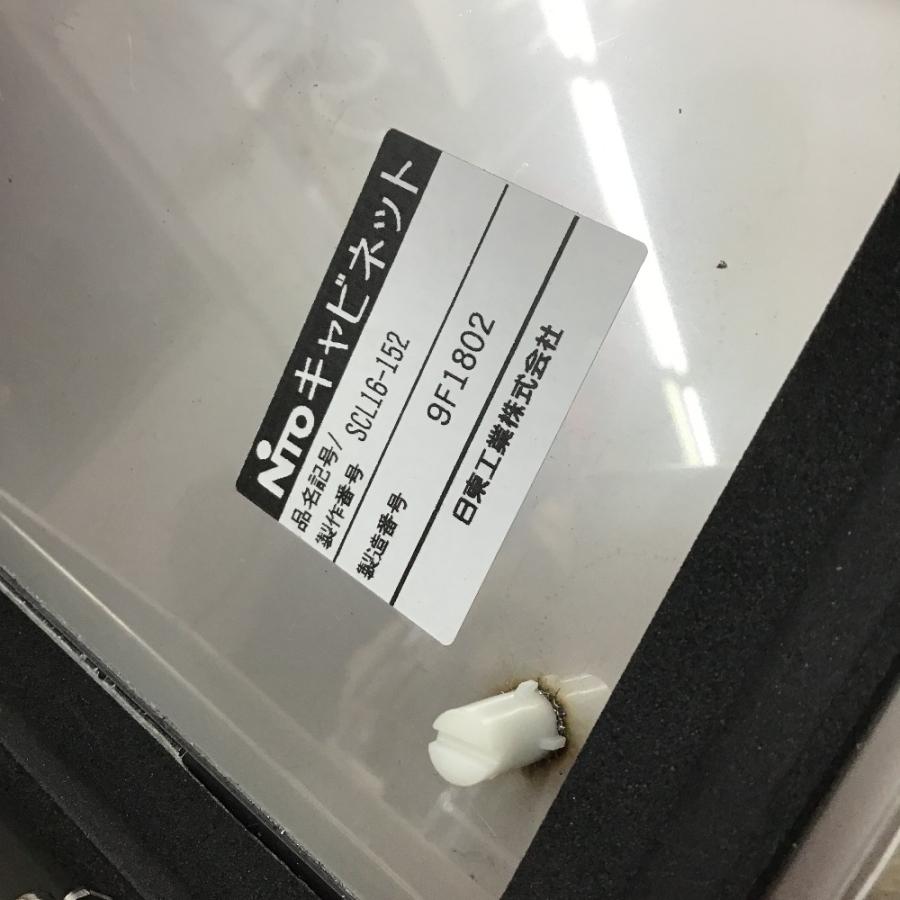 NITO キャビネット
品名記号/
製作番号 SCL16-152
製造番号 9F1802
日東工業株式会社